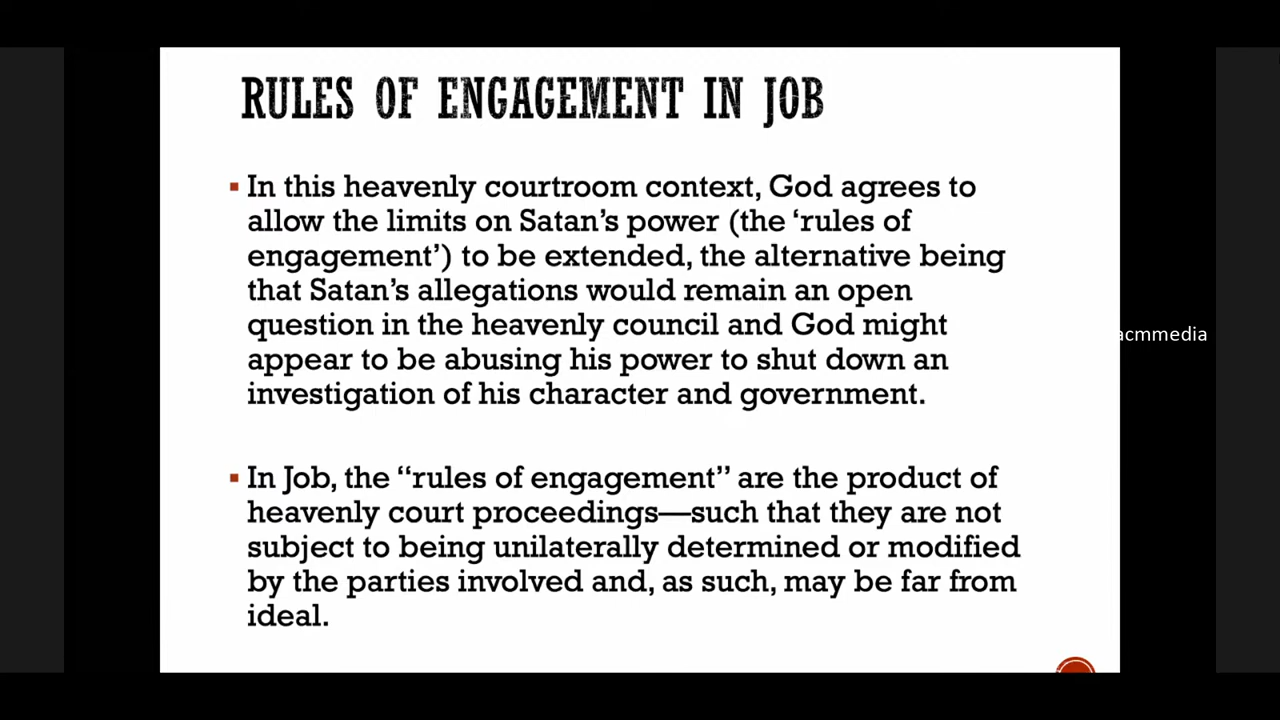 RULES OF ENGAGEMENT IN JOB
▪ In this heavenly courtroom context, God agrees to
allow the limits on Satan’s power (the ‘rules of
engagement’) to be extended, the alternative being
that Satan’s allegations would remain an open
question in the heavenly council and God might
appear to be abusing his power to shut down an
investigation of his character and government.
acmmedia
▪ In Job, the “rules of engagement” are the product of
heavenly court proceedings—such that they are not
subject to being unilaterally determined or modified
by the parties involved and, as such, may be far from
ideal.